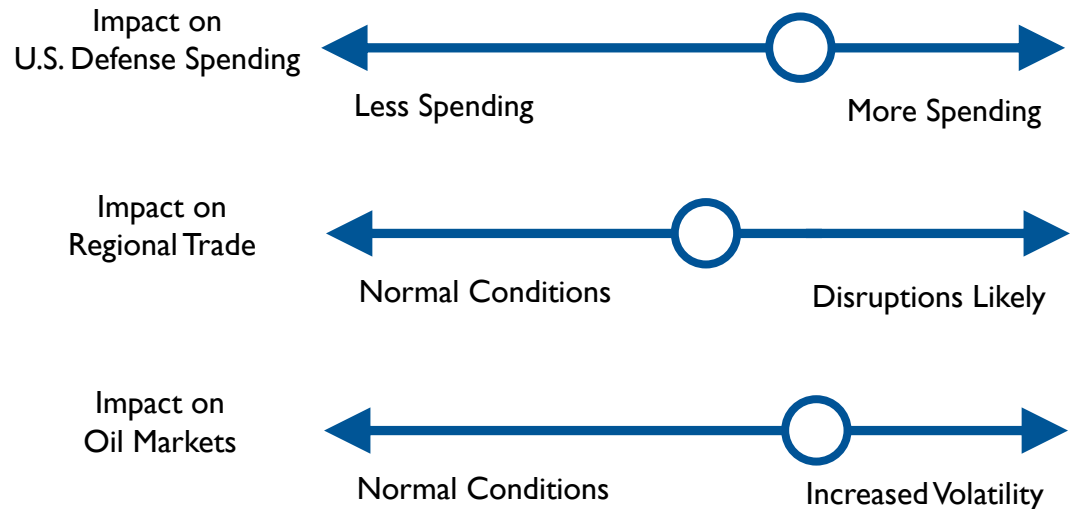 Impact on
U.S. Defense Spending
Less Spending
More Spending
Impact on
Regional Trade
Normal Conditions
Disruptions Likely
Impact on
Oil Markets
Normal Conditions
Increased Volatility